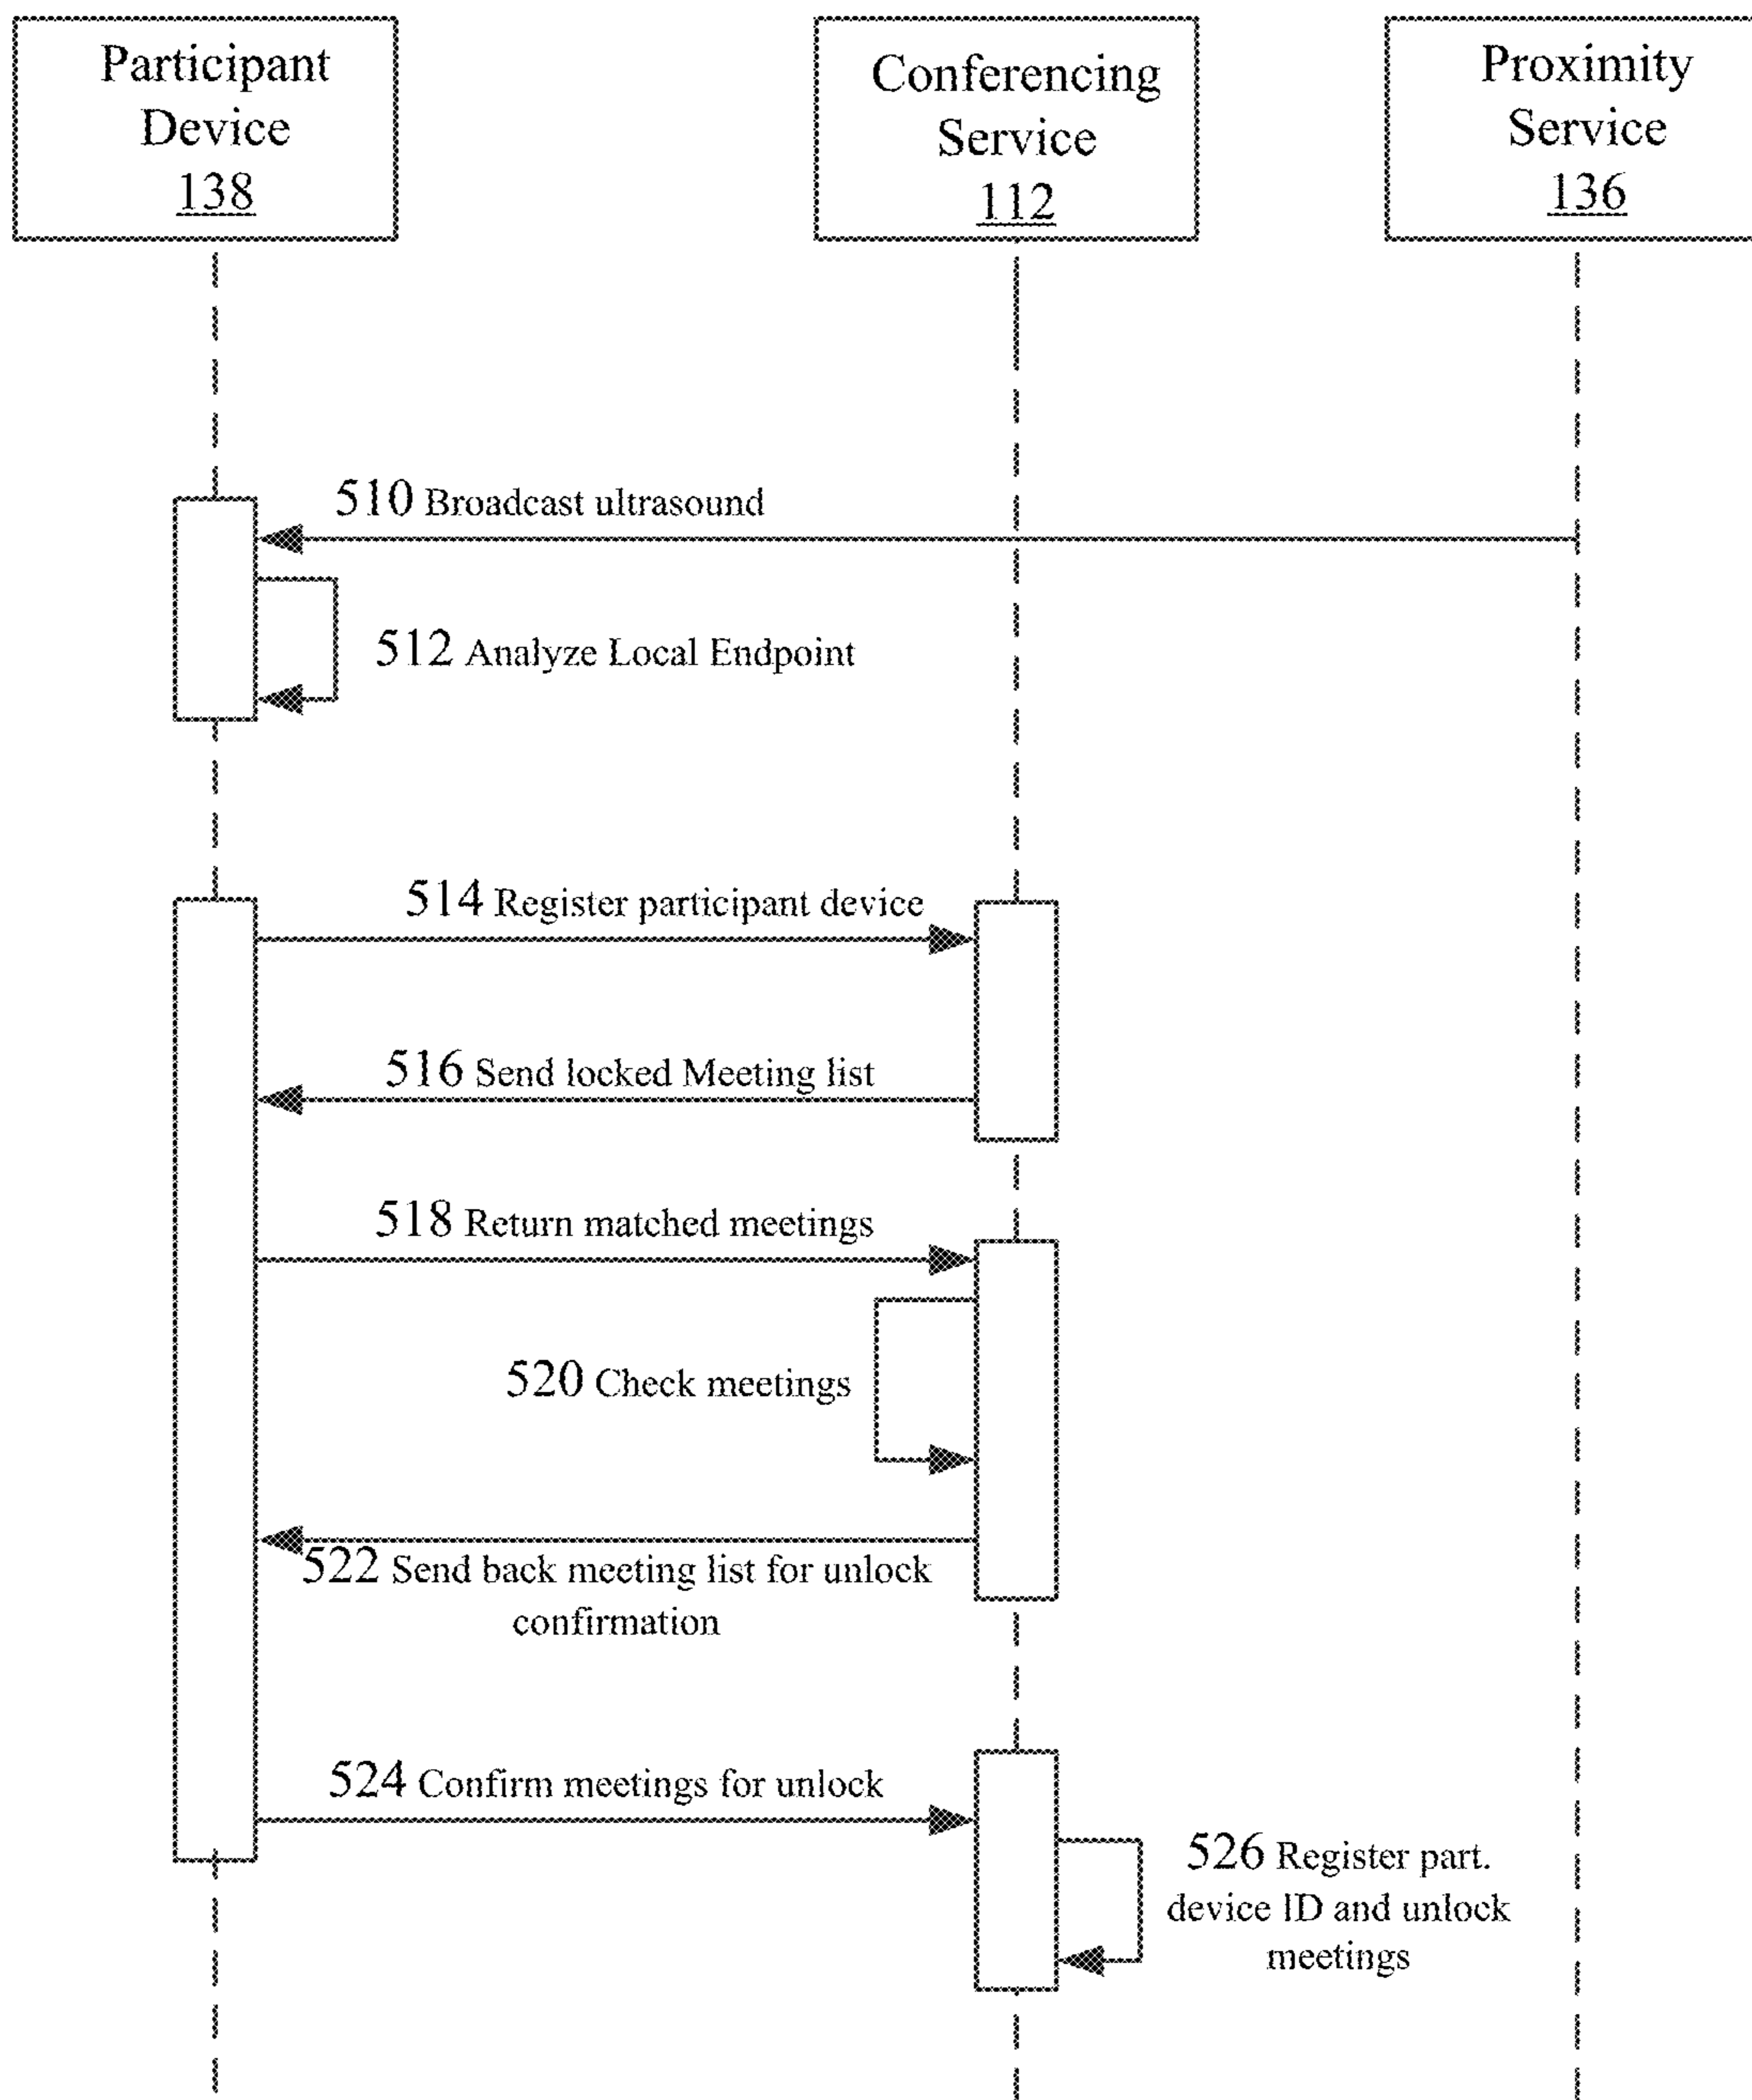 Participant
Device
138
Conferencing
Service
112
Proximity
Service
136
510 Broadcast ultrasound
512 Analyze Local Endpoint
514 Register participant device
516 Send locked Meeting list
518 Return matched meetings
520 Check meetings
522 Send back meeting list for unlock
confirmation
524 Confirm meetings for unlock
526 Register part.
device ID and unlock
meetings